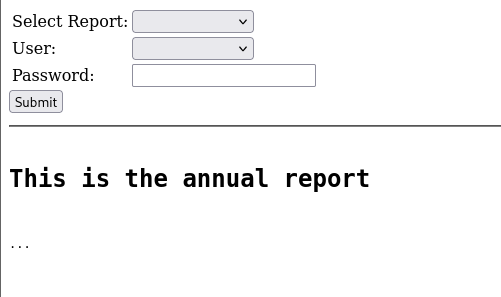 Select Report:
User:
Password:
Submit
This is the annual report
...